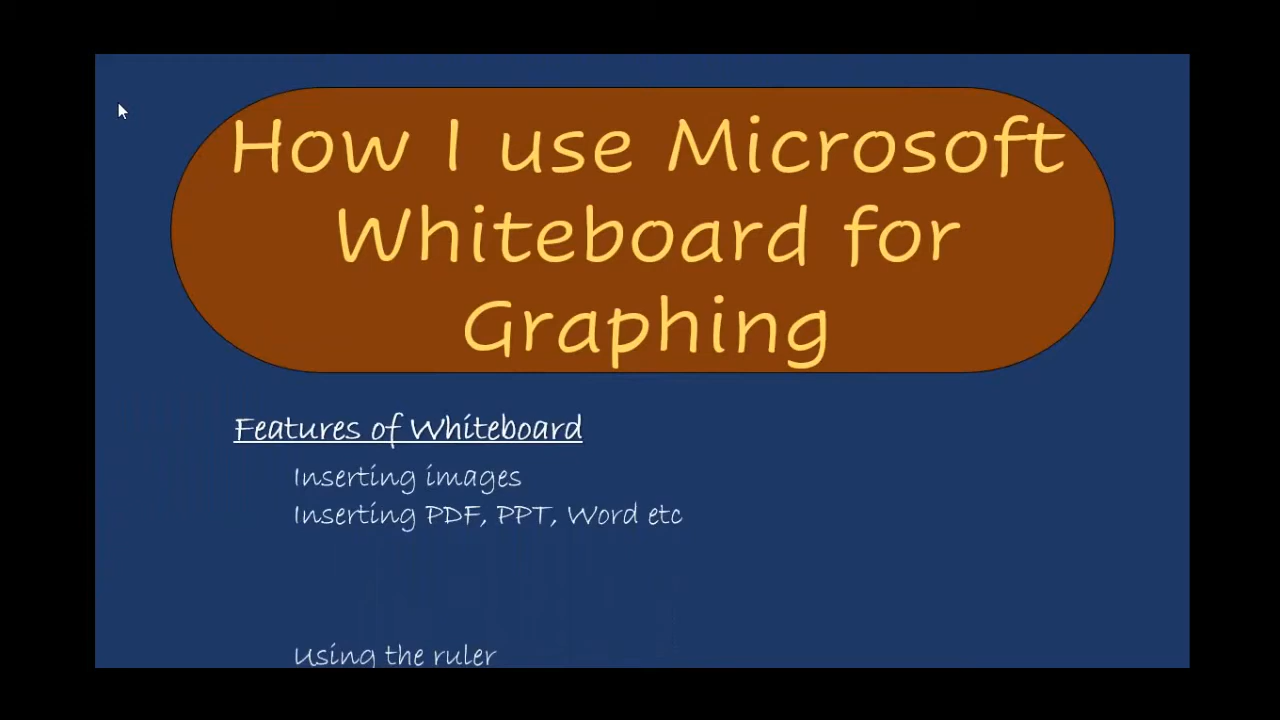 How I use Microsoft
Whiteboard for
Graphing
Features of Whiteboard
Inserting images
Inserting PDF, PPT, Word etc
Using the ruler